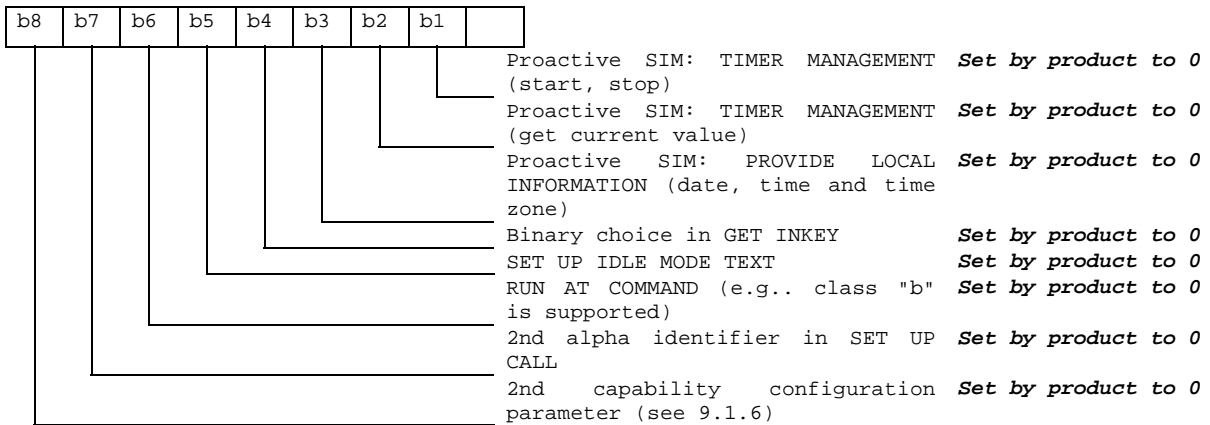 b8 b7 b6 b5 b4 b3 b2 b1
Proactive SIM: TIMER MANAGEMENT Set by product to 0
(start, stop)
Proactive SIM: TIMER MANAGEMENT Set by product to 0
(get current value)
Proactive SIM: PROVIDE LOCAL Set by product to 0
INFORMATION (date, time and time
zone)
Binary choice in GET INKEY Set by product to 0
SET UP IDLE MODE TEXT Set by product to 0
RUN AT COMMAND (e.g.. class "b" Set by product to 0
is supported)
2nd alpha identifier in SET UP Set by product to 0
CALL
2nd capability configuration Set by product to 0
parameter (see 9.1.6)